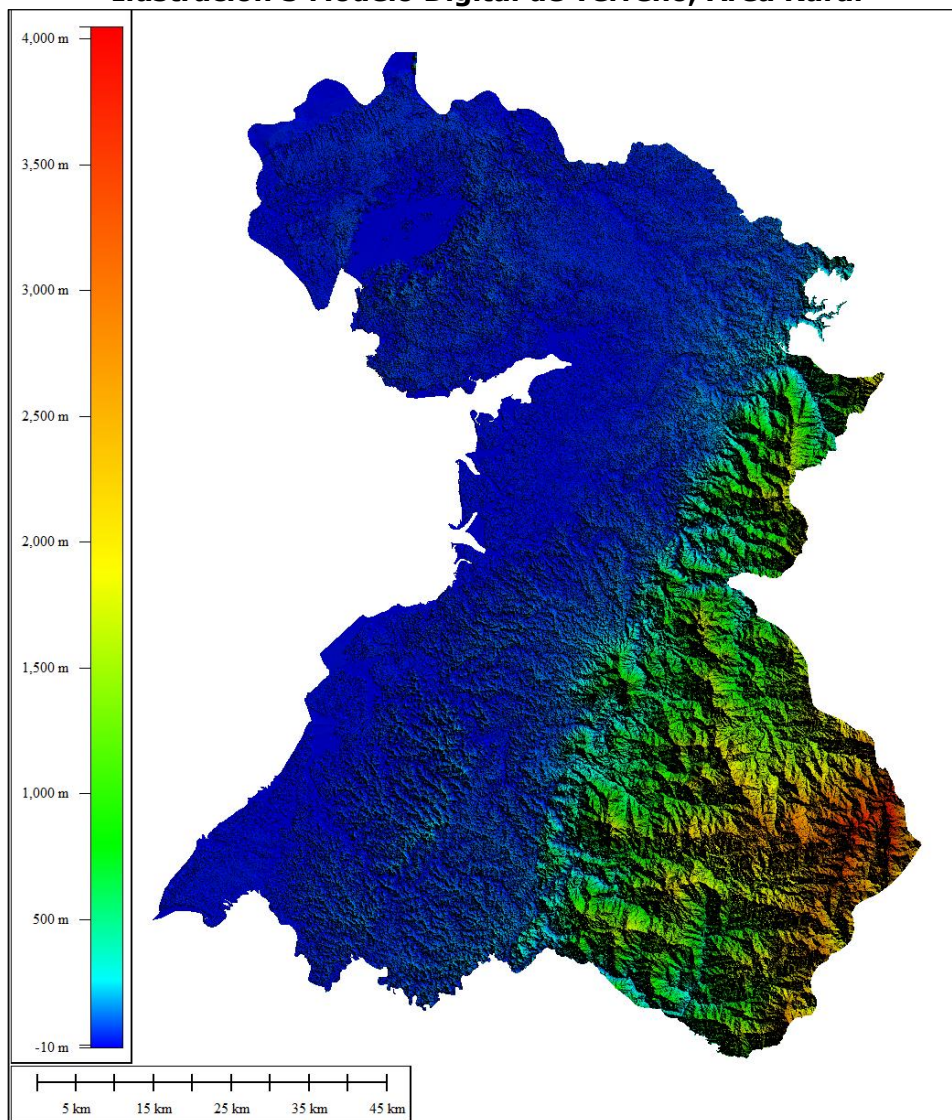 Ilustración Modelo Digital de Terreno, Área Rural
4,000 m
3,500 m
3,000 m
2,500 m
2,000 m
1,500 m
1,000 m
500 m
-10 m
5 km 15 km 25 km 35 km 45 km